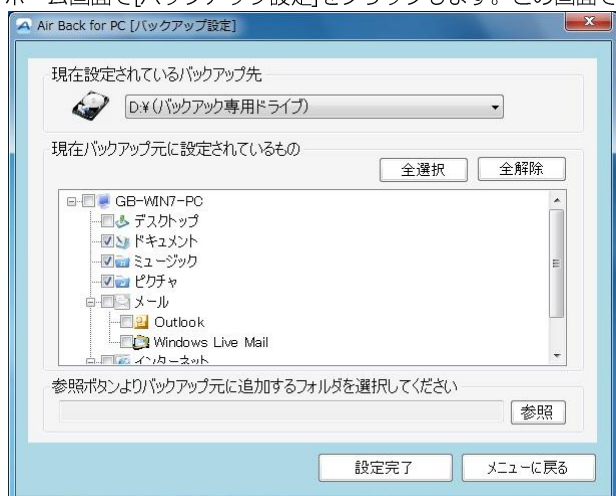 ホーム画面で[バックアップ設定]をクリックします。この画面で
Air Back for PC [バックアップ設定]
現在設定されているバックアップ先
D:¥(バックアック専用ドライブ)
現在バックアップ元に設定されているもの
全選択 全解除
GB-WIN7-PC
デスクトップ
ドキュメント
ミュージック
ピクチャ
メール
Outlook
Windows Live Mail
インターネット
参照ボタンよりバックアップ元に追加するフォルダを選択してください
参照
設定完了 メニューに戻る